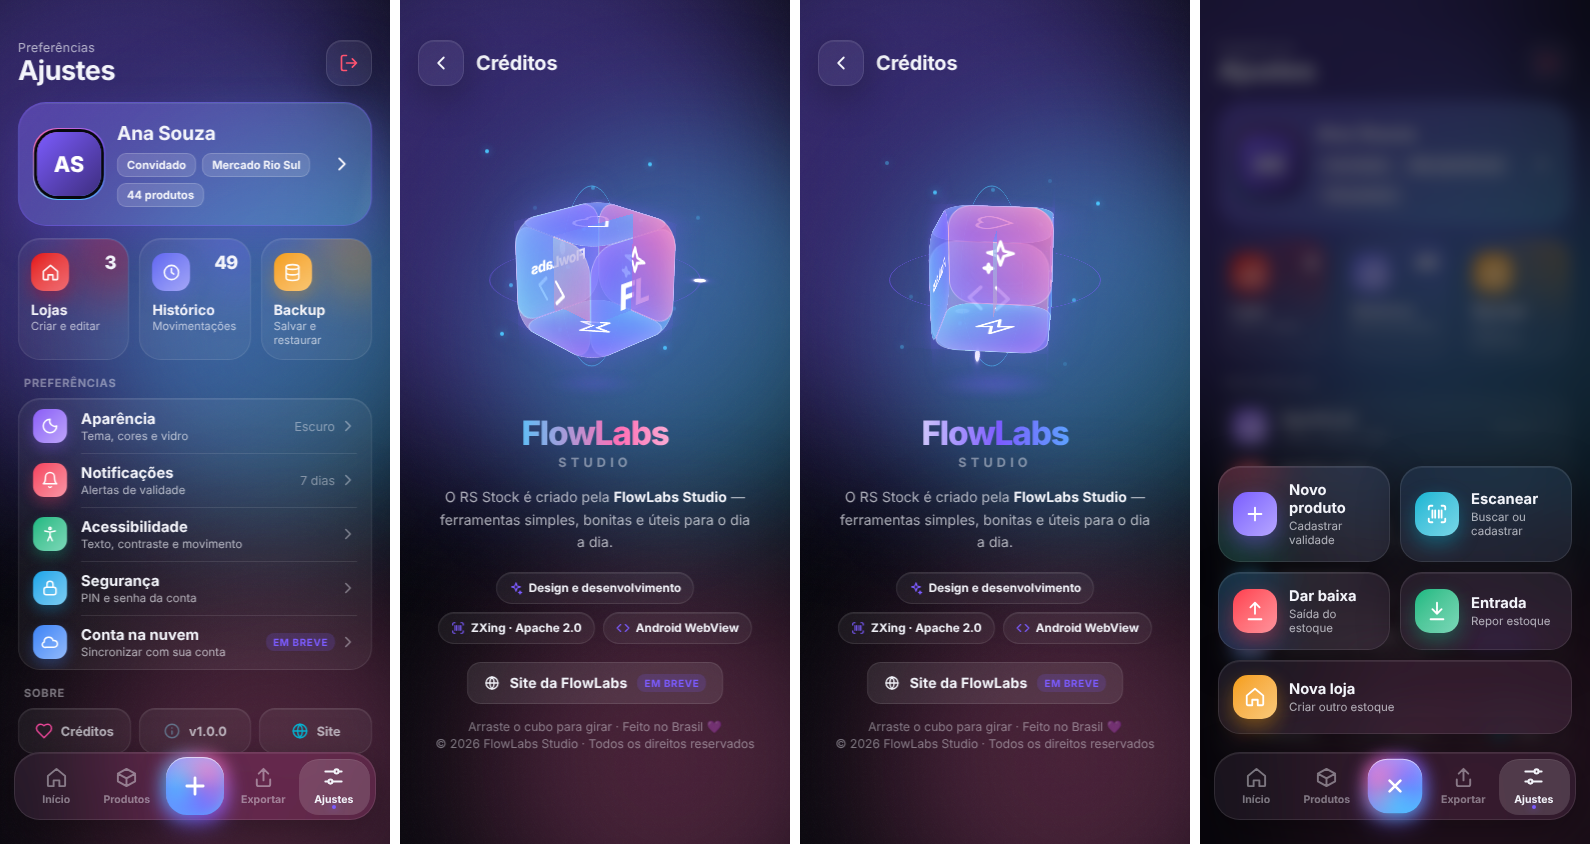 Preferências
Ajustes
AS
Ana Souza
Convidado
Mercado Rio Sul
44 produtos
3
Lojas
Criar e editar
49
Histórico
Movimentações
Backup
Salvar e
restaurar
PREFERÊNCIAS
Aparência
Tema, cores e vidro
Escuro
Notificações
Alertas de validade
7 dias
Acessibilidade
Texto, contraste e movimento
Segurança
PIN e senha da conta
Conta na nuvem
Sincronizar com sua conta
EM BREVE
SOBRE
Créditos
v1.0.0
Site
Início
Produtos
Exportar
Ajustes
Créditos
FlowLabs
FL
FlowLabs
STUDIO
O RS Stock é criado pela FlowLabs Studio —
ferramentas simples, bonitas e úteis para o dia
a dia.
Design e desenvolvimento
ZXing · Apache 2.0
Android WebView
Site da FlowLabs
EM BREVE
Arraste o cubo para girar · Feito no Brasil 💜
© 2026 FlowLabs Studio · Todos os direitos reservados
Créditos
FlowLabs
STUDIO
O RS Stock é criado pela FlowLabs Studio —
ferramentas simples, bonitas e úteis para o dia
a dia.
Design e desenvolvimento
ZXing · Apache 2.0
Android WebView
Site da FlowLabs
EM BREVE
Arraste o cubo para girar · Feito no Brasil 💜
© 2026 FlowLabs Studio · Todos os direitos reservados
Novo
produto
Cadastrar
validade
Escanear
Buscar ou
cadastrar
Dar baixa
Saída do
estoque
Entrada
Repor estoque
Nova loja
Criar outro estoque
Início
Produtos
Exportar
Ajustes